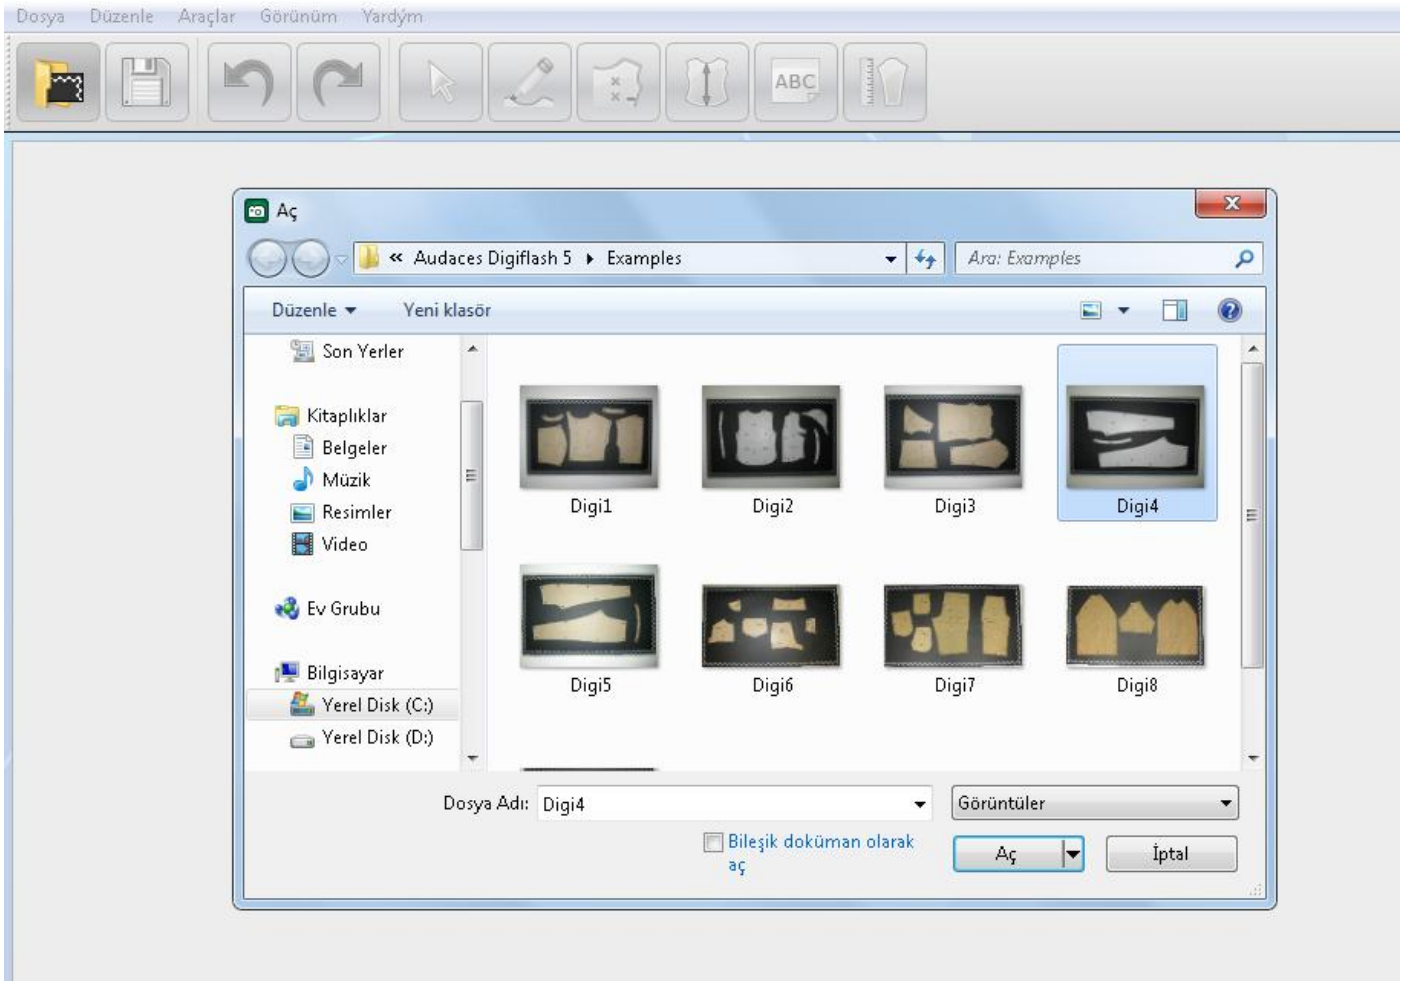 Dosya Düzenle Araçlar Görünüm Yardým
ABC
Aç
« Audaces Digiflash 5 Examples
Ara: Examples
Düzenle
Yeni klasör
Son Yerler
Kitaplıklar
Belgeler
Müzik
Resimler
Video
Ev Grubu
Bilgisayar
Yerel Disk (C:)
Yerel Disk (D:)
Digi1
Digi2
Digi3
Digi4
Digi5
Digi6
Digi7
Digi8
Dosya Adı: Digi4
Görüntüler
Bileşik doküman olarak
aç
Aç
İptal